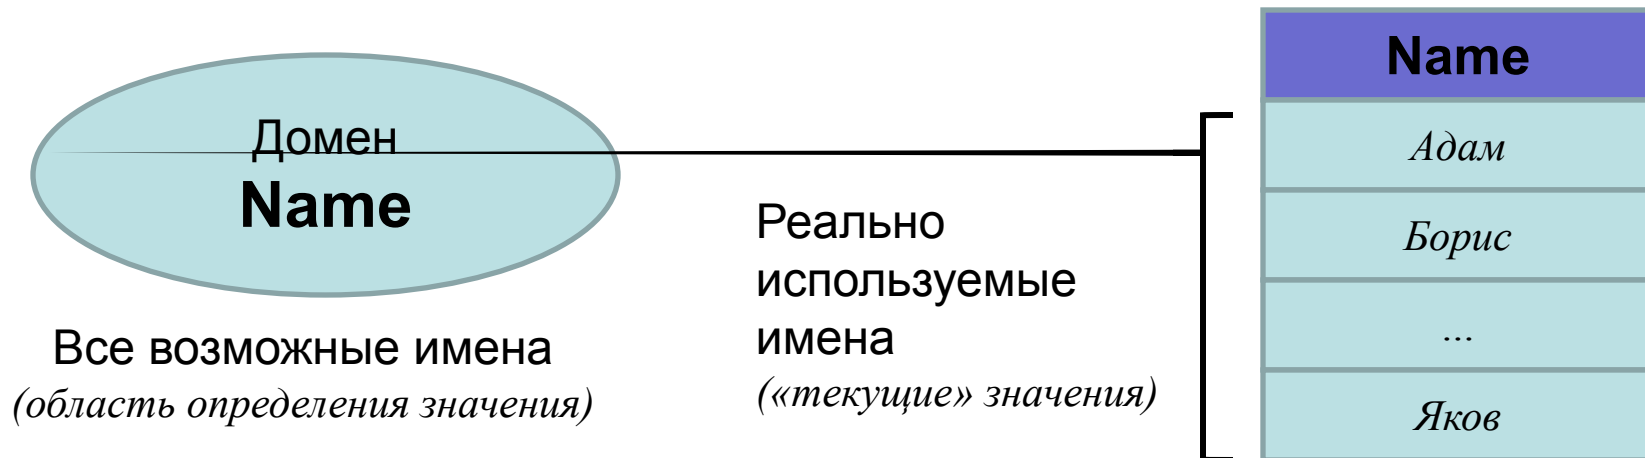 Домен
Name
Все возможные имена
(область определения значения)
Реально
используемые
имена
(«текущие» значения)
Name
Адам
Борис
...
Яков